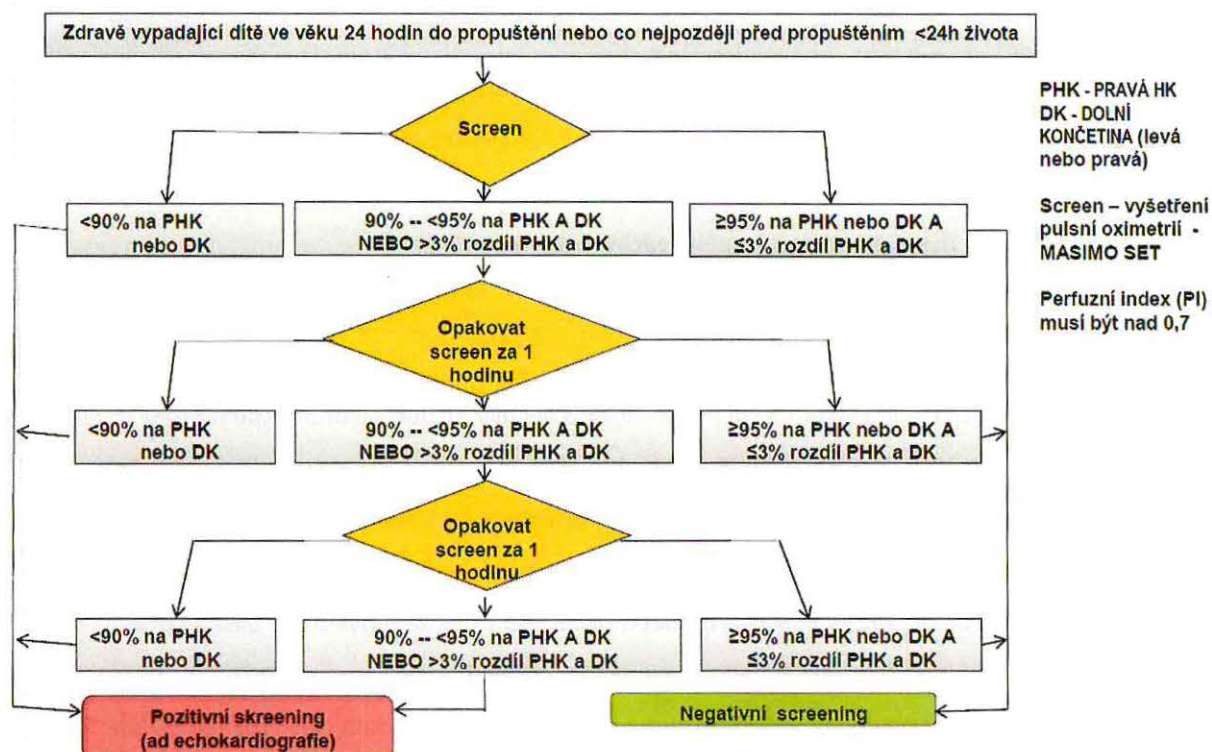 Zdravě vypadající dítě ve věku 24 hodin do propuštění nebo co nejpozději před propuštěním <24h života
Screen
<90% na PHK
nebo DK
90% -- <95% na PHK A DK
NEBO >3% rozdíl PHK a DK
≥95% na PHK nebo DK A
≤3% rozdíl PHK a DK
Opakovat
screen za 1
hodinu
<90% na PHK
nebo DK
90% -- <95% na PHK A DK
NEBO >3% rozdíl PHK a DK
≥95% na PHK nebo DK A
≤3% rozdíl PHK a DK
Opakovat
screen za 1
hodlnu
<90% na PHK
nebo DK
90% -- <95% na PHK A DK
NEBO >3% rozdíl PHK a DK
≥95% na PHK nebo DK A
≤3% rozdíl PHK a DK
Pozitivní skreening
(ad echokardiografie)
Negativní screening
PHK - PRAVÁ HK
DK - DOLNÍ
KONČETINA (levá
nebo pravá)
Screen – vyšetření
pulsní oximetrií -
MASIMO SET
Perfuzní index (PI)
musí být nad 0,7